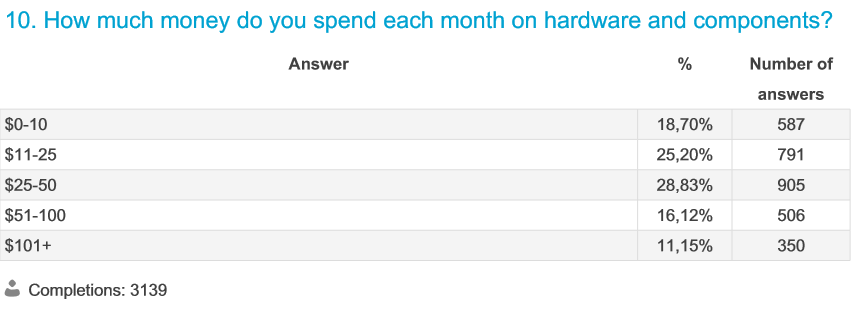 10. How much money do you spend each month on hardware and components?
Answer % Number of
answers
$0-10 18,70% 587
$11-25 25,20% 791
$25-50 28,83% 905
$51-100 16,12% 506
$101+ 11,15% 350
Completions: 3139